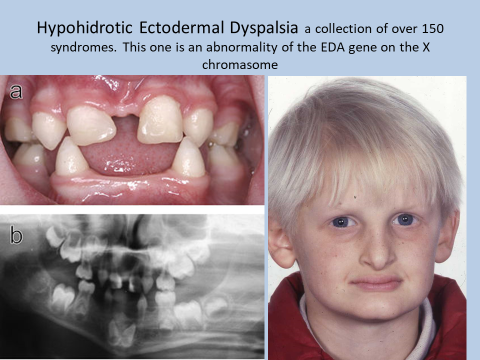 Hypohidrotic Ectodermal Dyspalsia a collection of over 150
syndromes. This one is an abnormality of the EDA gene on the X
chromasome
a
b